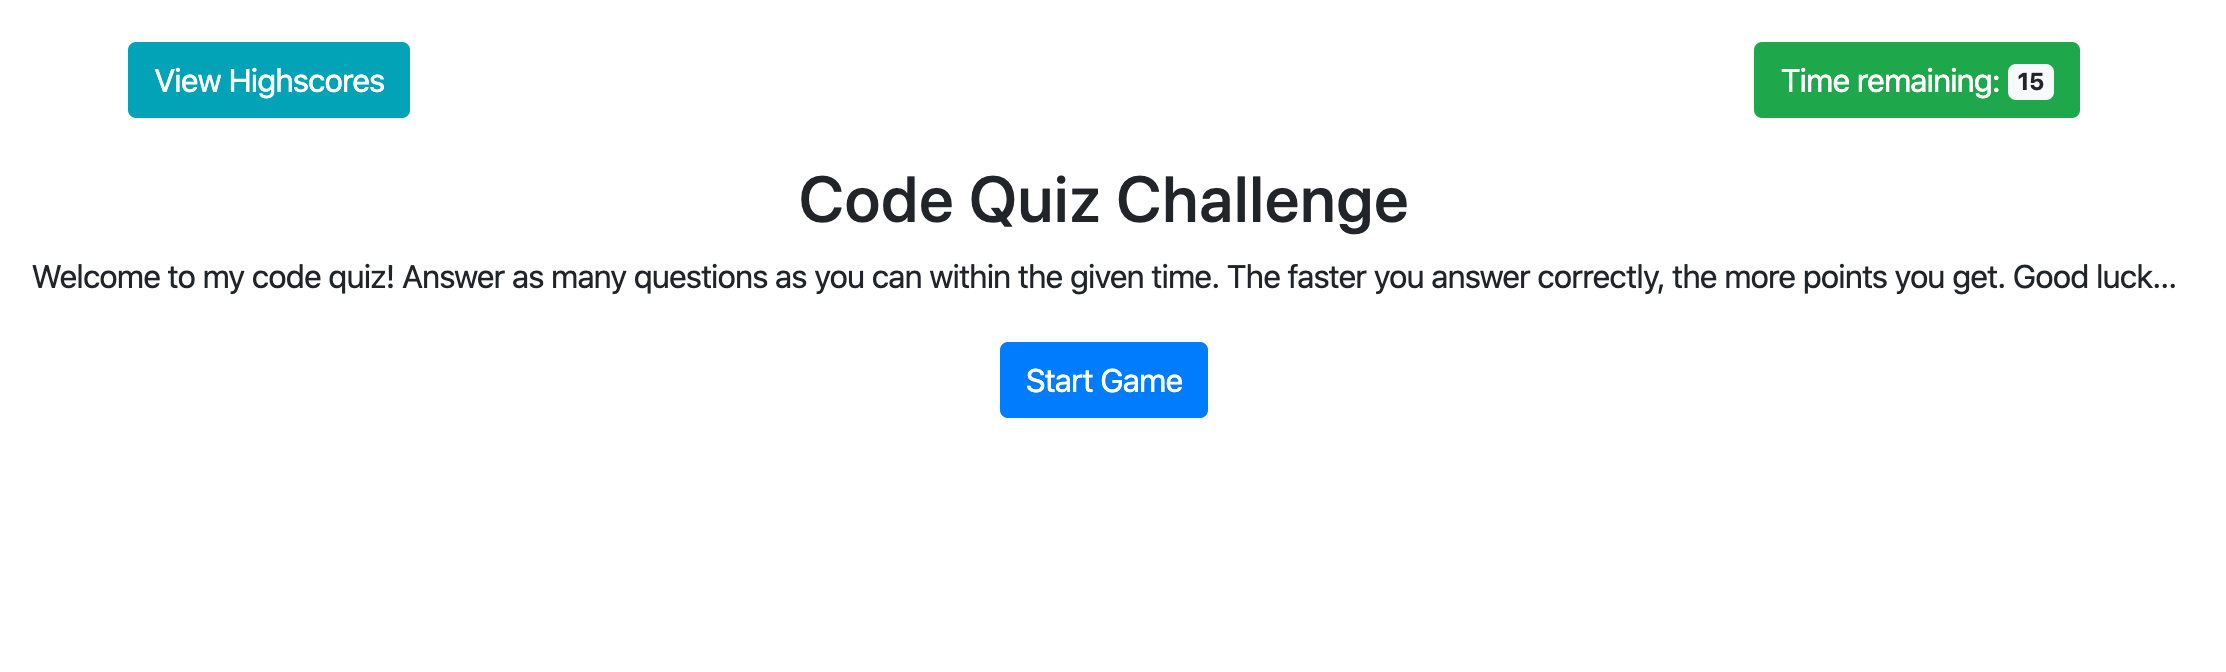 View Highscores
Time remaining: 15
Code Quiz Challenge
Welcome to my code quiz! Answer as many questions as you can within the given time. The faster you answer correctly, the more points you get. Good luck...
Start Game